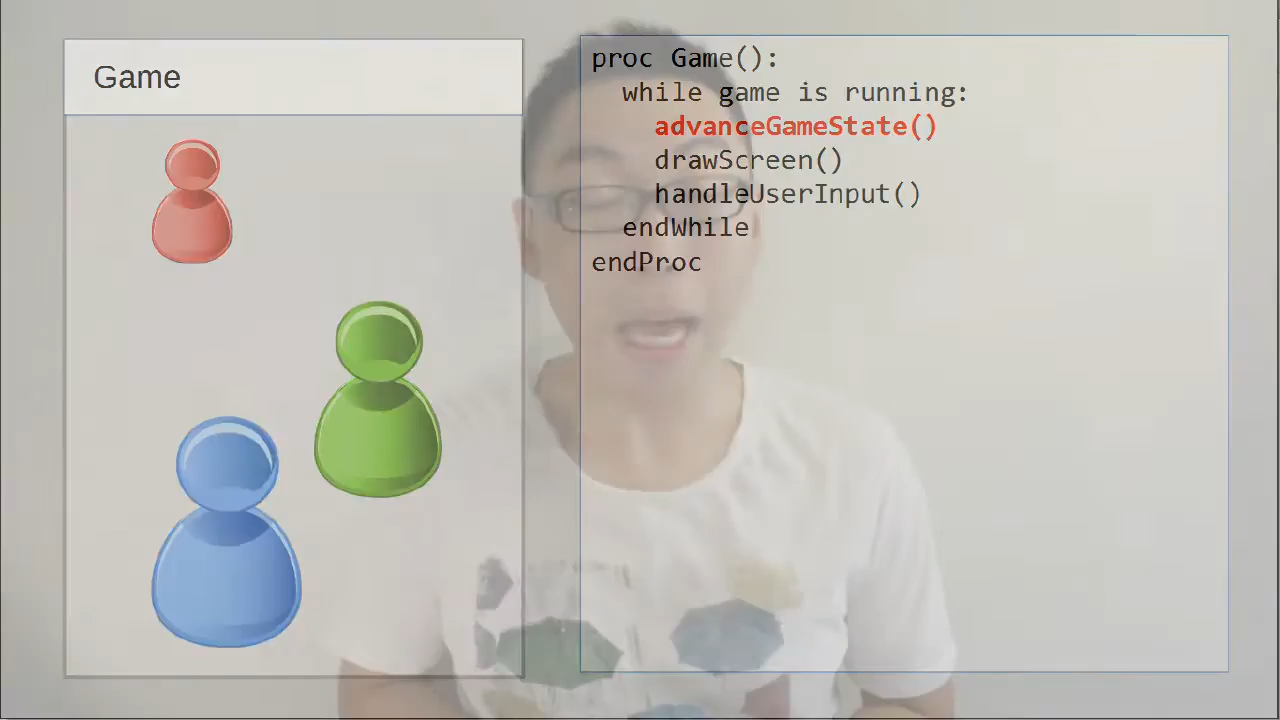 Game
proc Game():
while game is running:
advanceGameState()
drawScreen()
handleUserInput()
endWhile
endProc